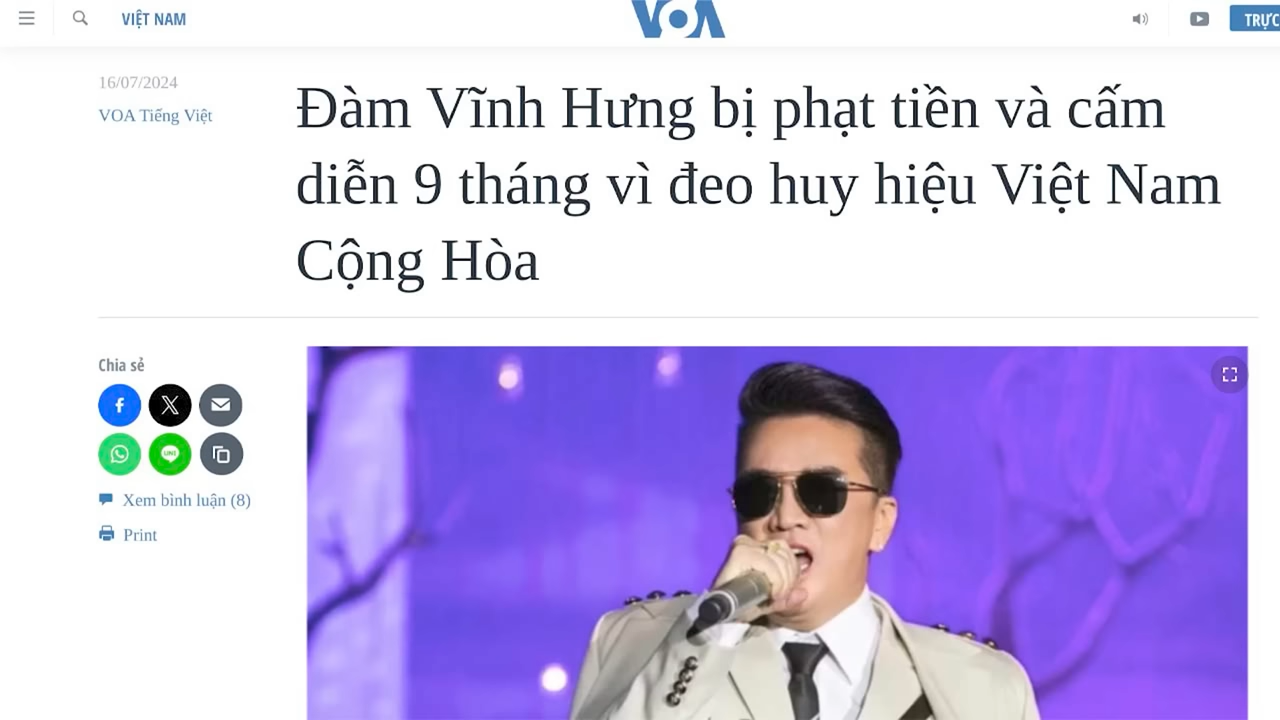 VIỆT NAM
VOA
TRỰC
16/07/2024
VOA Tiếng Việt
Đàm Vĩnh Hưng bị phạt tiền và cấm
diễn 9 tháng vì đeo huy hiệu Việt Nam
Cộng Hòa
Chia sẻ
LINE
Xem bình luận (8)
Print